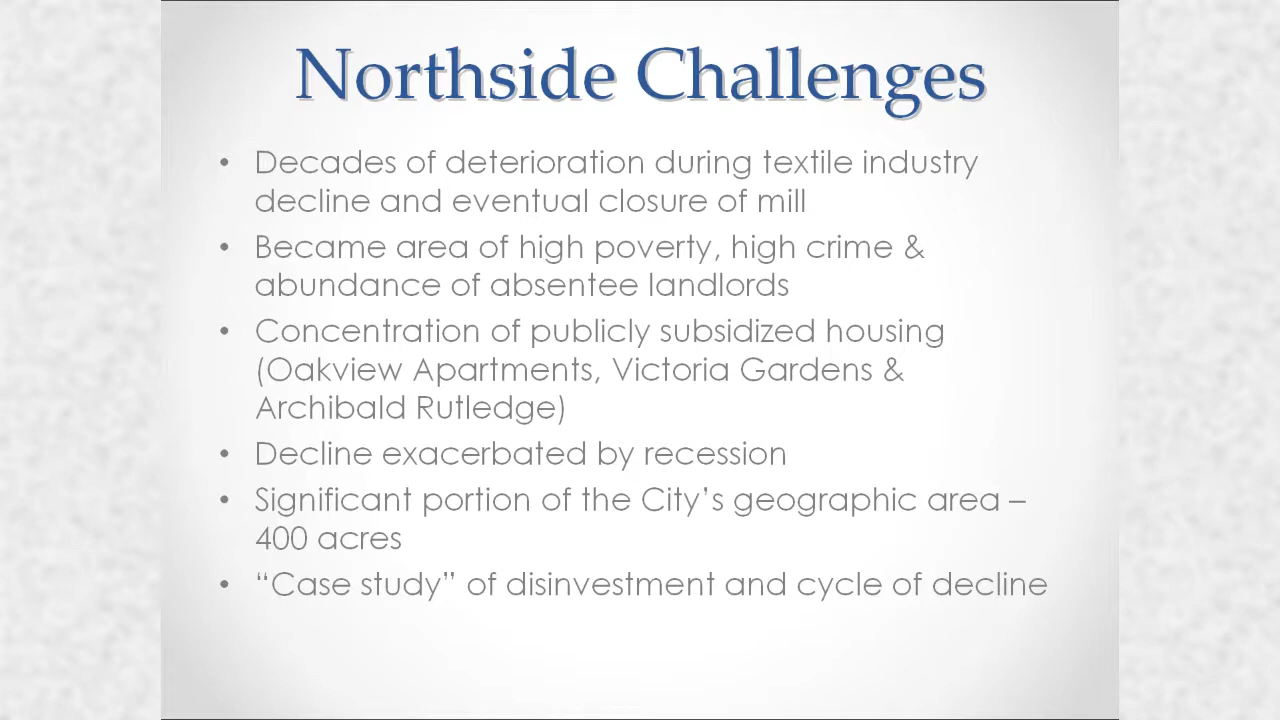 Northside Challenges
• Decades of deterioration during textile industry
decline and eventual closure of mill
• Became area of high poverty, high crime &
abundance of absentee landlords
• Concentration of publicly subsidized housing
(Oakview Apartments, Victoria Gardens &
Archibald Rutledge)
• Decline exacerbated by recession
• Significant portion of the City’s geographic area –
400 acres
• “Case study” of disinvestment and cycle of decline